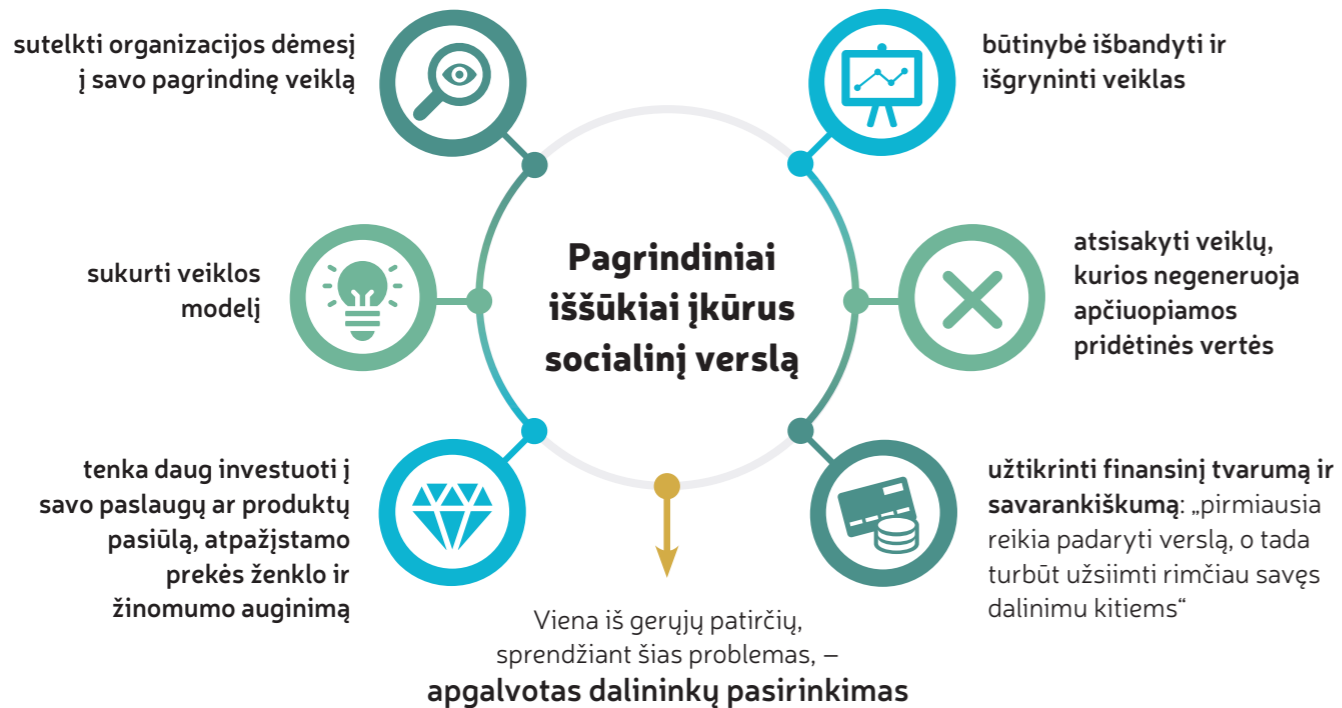 Pagrindiniai
iššūkiai įkūrus
socialinį verslą
sutelkti organizacijos dėmesį
į savo pagrindinę veiklą
sukurti veiklos
modelį
tenka daug investuoti į
savo paslaugų ar produktų
pasiūlą, atpažįstamo
prekės ženklo ir
žinomumo auginimą
būtinybė išbandyti ir
išgryninti veiklas
atsisakyti veiklų,
kurios negeneruoja
apčiuopiamos
pridėtinės vertės
užtikrinti finansinį tvarumą ir
savarankiškumą: „pirmiausia
reikia padaryti verslą, o tada
turbūt užsiimti rimčiau savęs
dalinimu kitiems“
Viena iš gerųjų patirčių,
sprendžiant šias problemas, –
apgalvotas dalininkų pasirinkimas